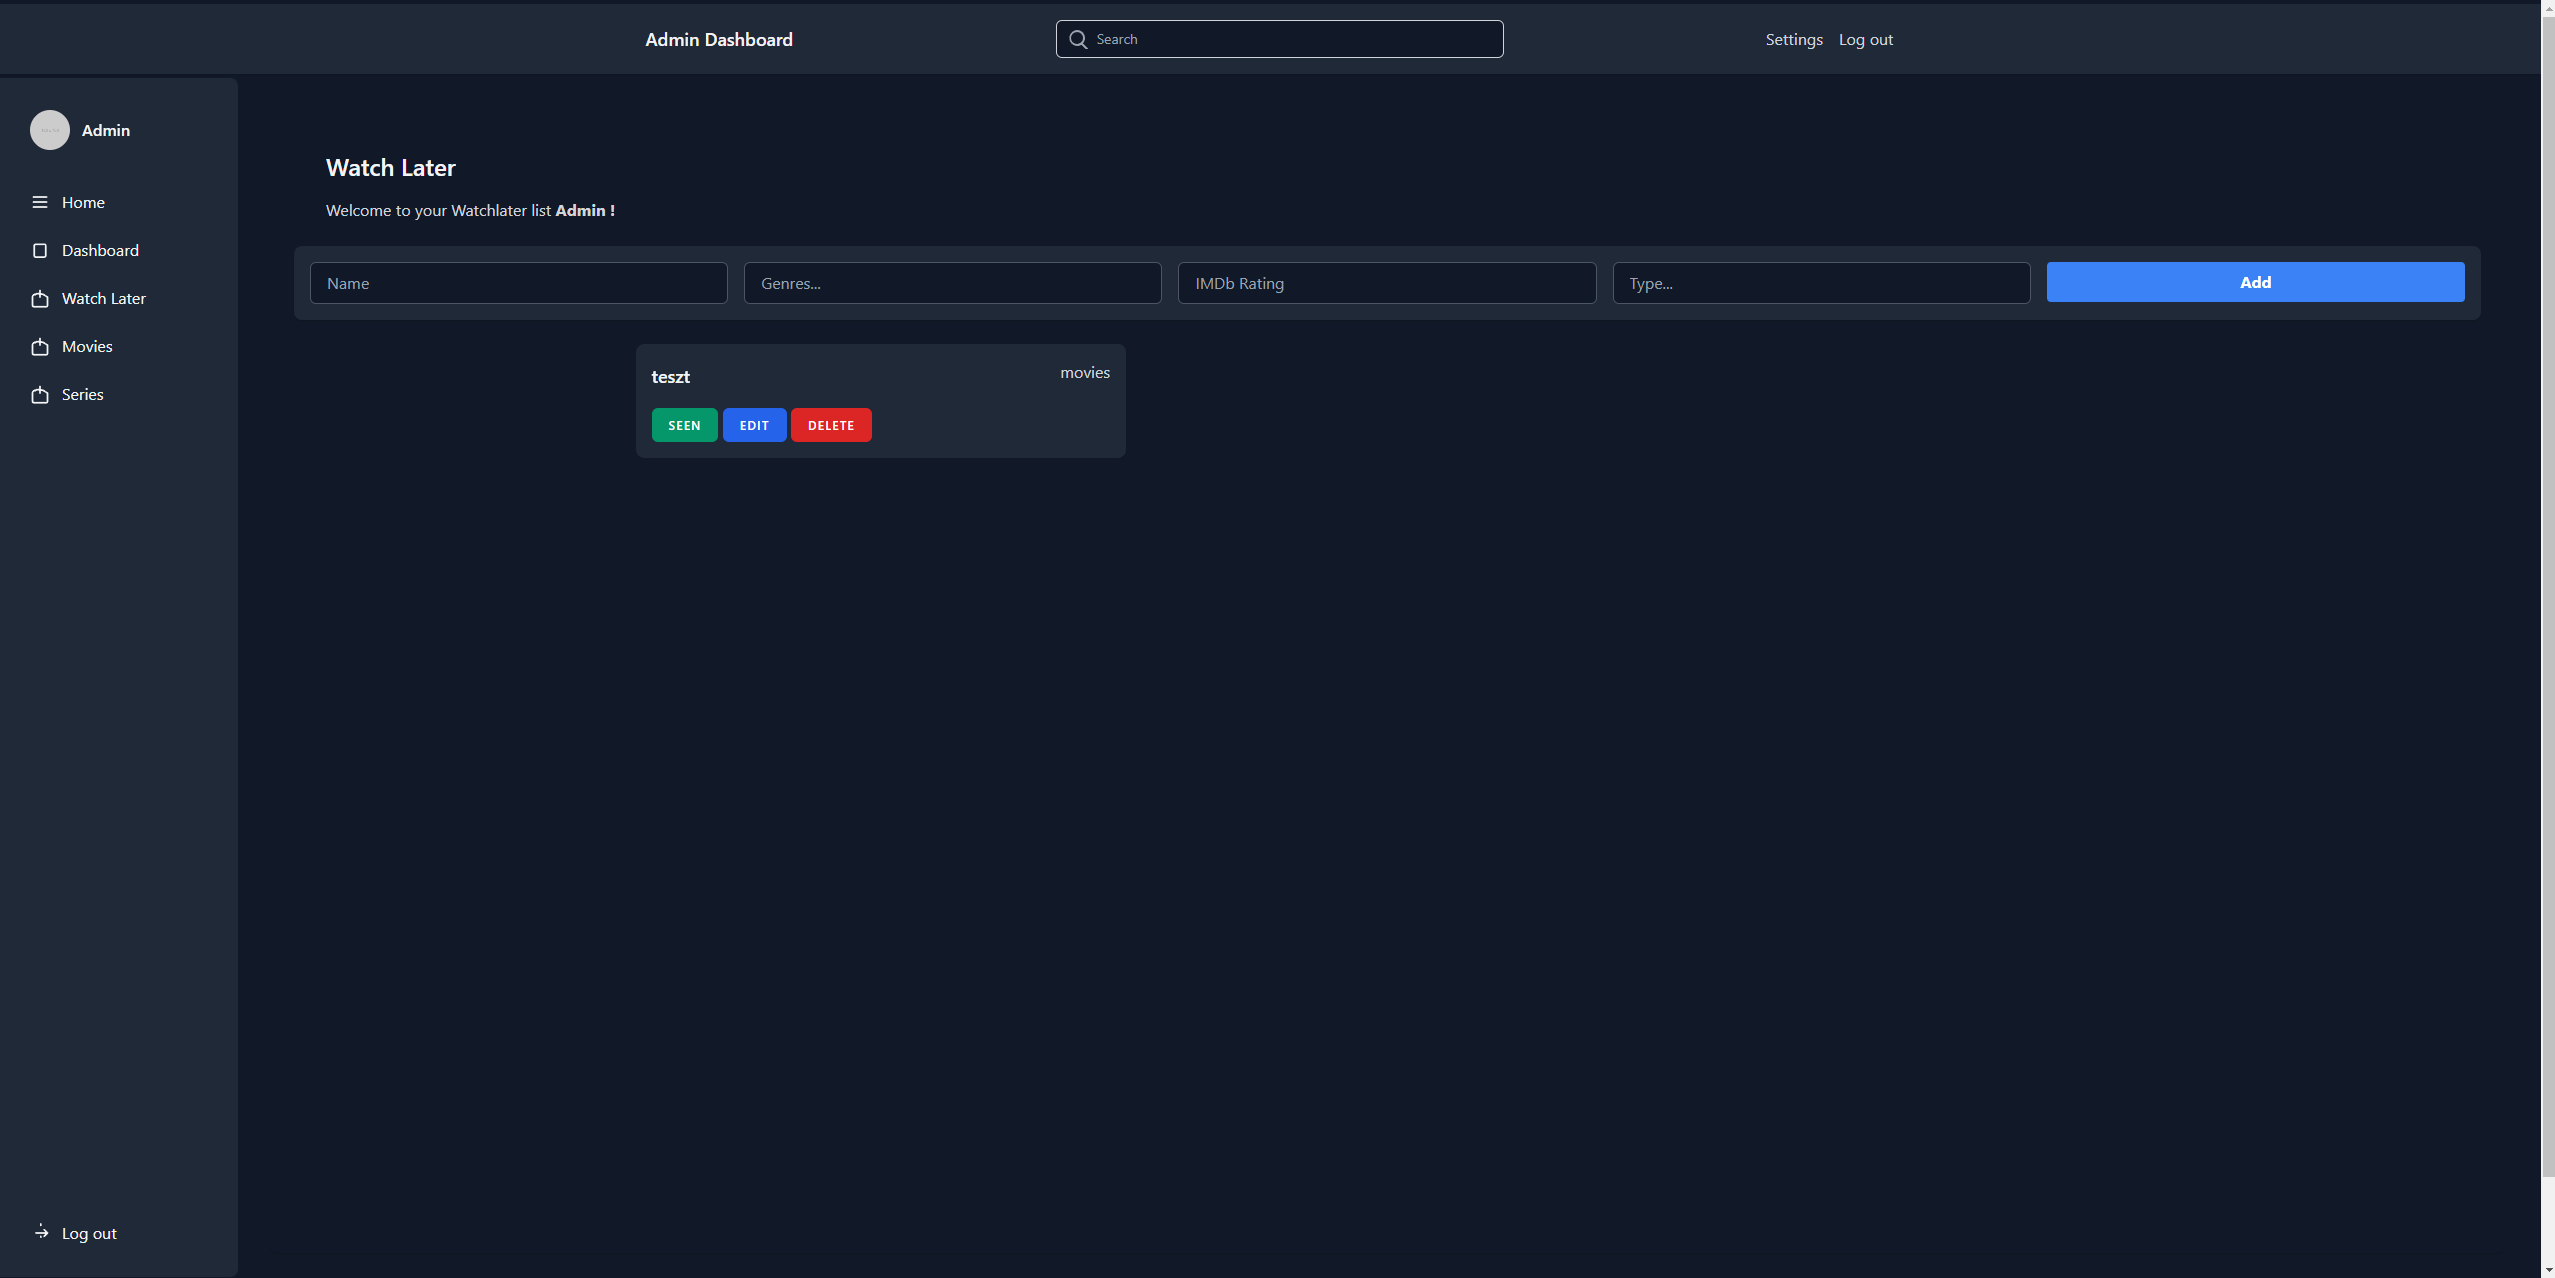 Admin Dashboard
Search
Settings
Log out
Admin
Home
Dashboard
Watch Later
Movies
Series
Log out
Watch Later
Welcome to your Watchlater list Admin !
Name
Genres...
IMDb Rating
Type...
Add
teszt
movies
SEEN
EDIT
DELETE